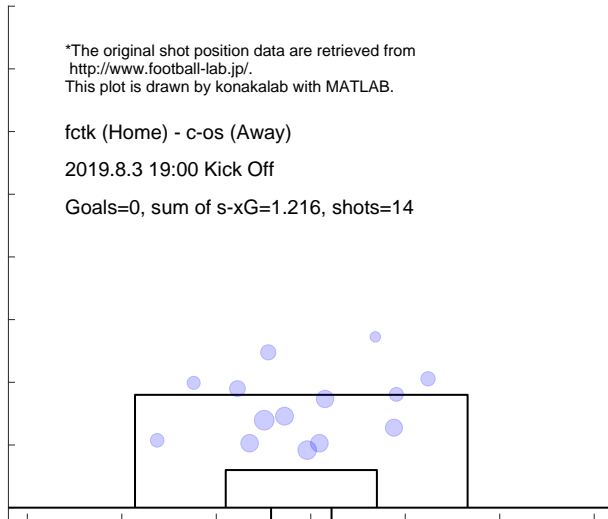 *The original shot position data are retrieved from
http://www.football-lab.jp/.
This plot is drawn by konakalab with MATLAB.
fctk (Home) - c-os (Away)
2019.8.3 19:00 Kick Off
Goals=0, sum of s-xG=1.216, shots=14